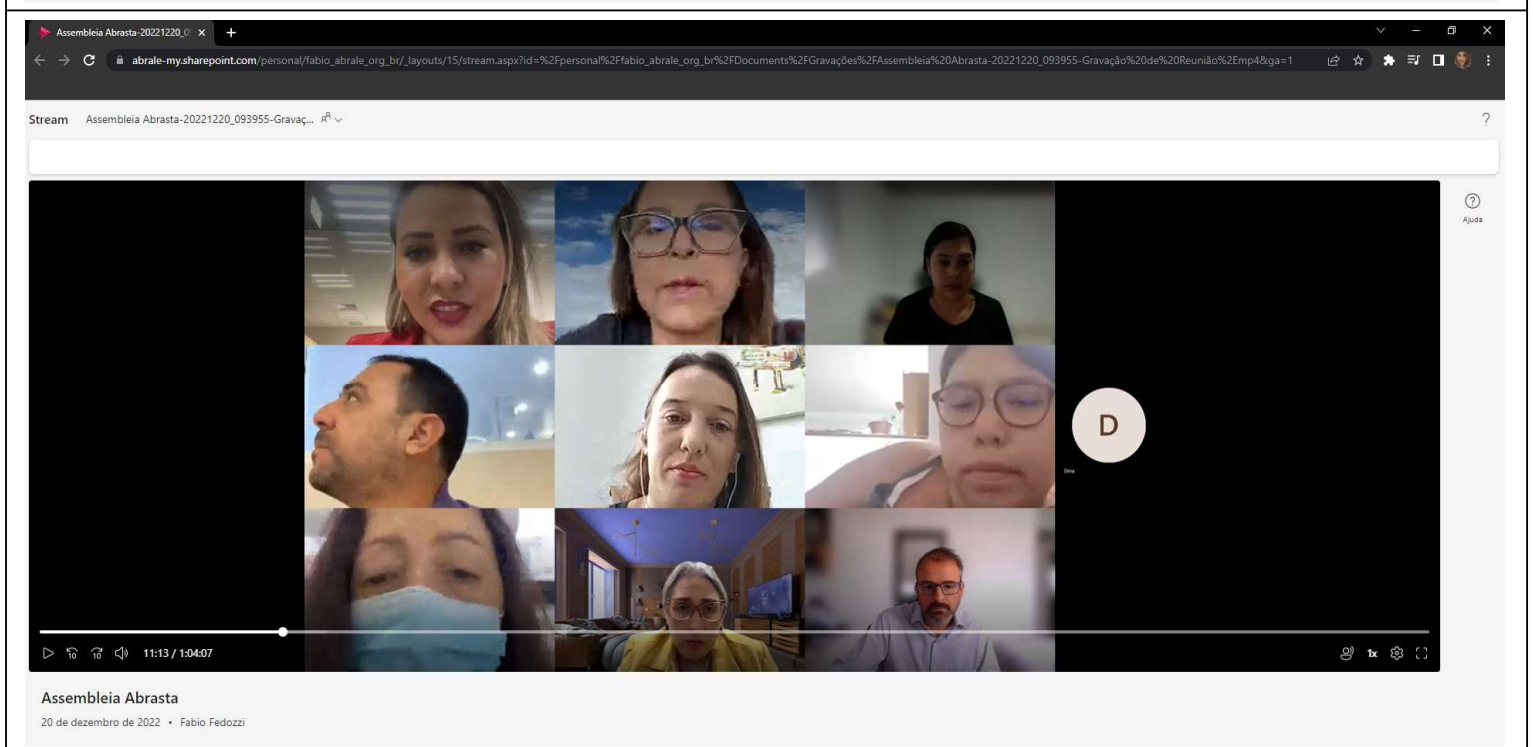 Assembleia Abrasta-20221220_0
abrale-my.sharepoint.com/personal/fabio_abrale_org_br/_layouts/15/stream.aspx?id=%2Fpersonal%2Ffabio_abrale_org_br%2FDocuments%2FGravações%2FAssembleia%20Abrasta-20221220_093955-Gravação%20de%20Reunião%2Emp4&ga=1
Stream Assembleia Abrasta-20221220_093955-Gravaç...
?
Ajuda
D
Dina
10 10 11:13 / 1:04:07 1x
Assembleia Abrasta
20 de dezembro de 2022 • Fabio Fedozzi